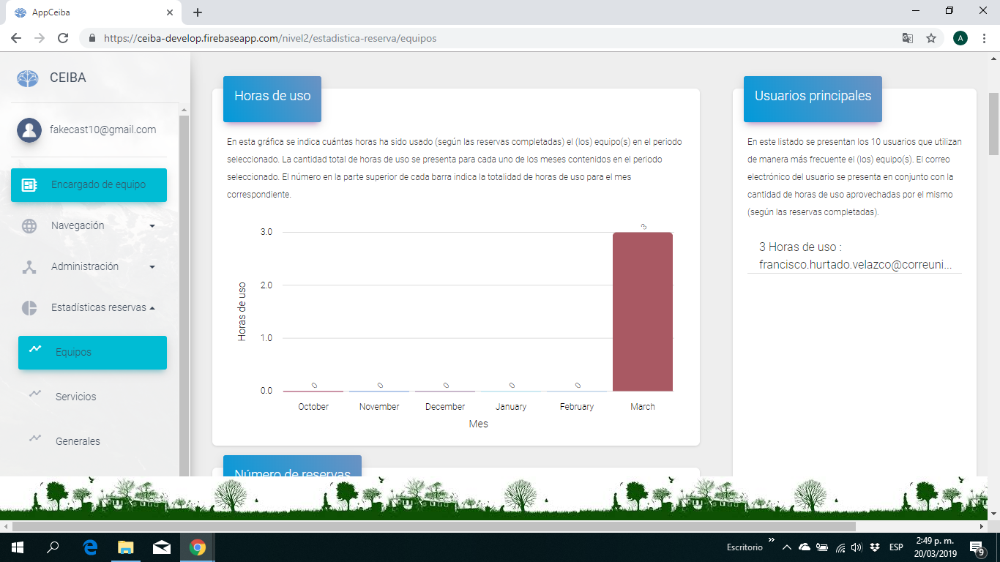 AppCeiba
https://ceiba-develop.firebaseapp.com/nivel2/estadistica-reserva/equipos
A
CEIBA
fakecast10@gmail.com
Encargado de equipo
Navegación
Administración
Estadísticas reservas
Equipos
Servicios
Generales
Horas de uso
En esta gráfica se indica cuántas horas ha sido usado (según las reservas completadas) el (los) equipo(s) en el periodo
seleccionado. La cantidad total de horas de uso se presenta para cada uno de los meses contenidos en el periodo
seleccionado. El número en la parte superior de cada barra indica la totalidad de horas de uso para el mes
correspondiente.
3
3.0
2.0
1.0
0.0
Horas de uso
0 0 0 0 0
October November December January February March
Mes
Número de reservas
Usuarios principales
En este listado se presentan los 10 usuarios que utilizan
de manera más frecuente el (los) equipo(s). El correo
electrónico del usuario se presenta en conjunto con la
cantidad de horas de uso aprovechadas por el mismo
(según las reservas completadas).
3 Horas de uso :
francisco.hurtado.velazco@correuni...
Escritorio
ESP
2:49 p. m.
20/03/2019
9